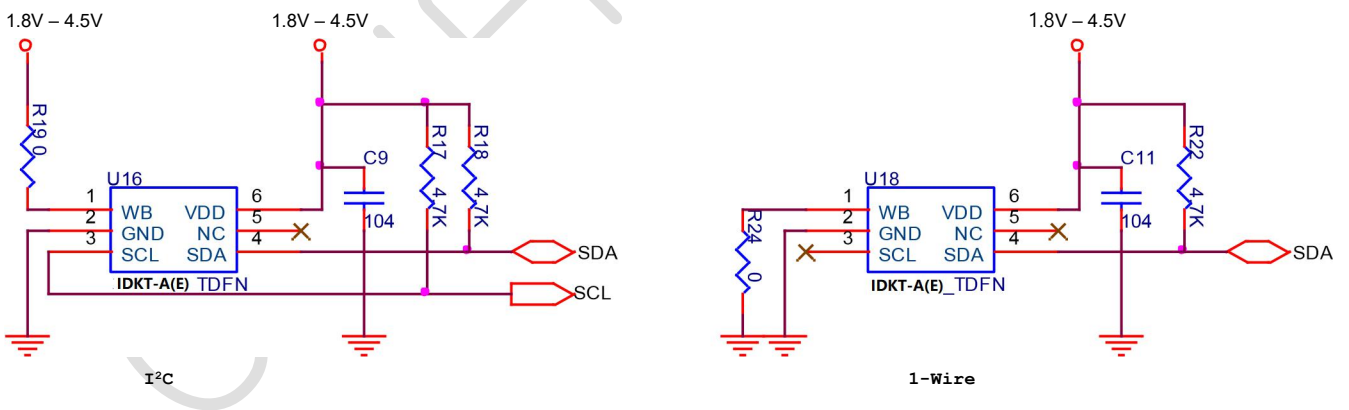 1.8V – 4.5V
1.8V – 4.5V
R19 0
U16
1 WB
2 GND
3 SCL
VDD 6
NC 5
SDA 4
IDKT-A(E) TDFN
C9
104
R17 4.7K
R18 4.7K
SDA
SCL
I²C
1.8V – 4.5V
U18
1 WB
2 GND
3 SCL
VDD 6
NC 5
SDA 4
IDKT-A(E)_TDFN
R24 0
C11
104
R22 4.7K
SDA
1-Wire